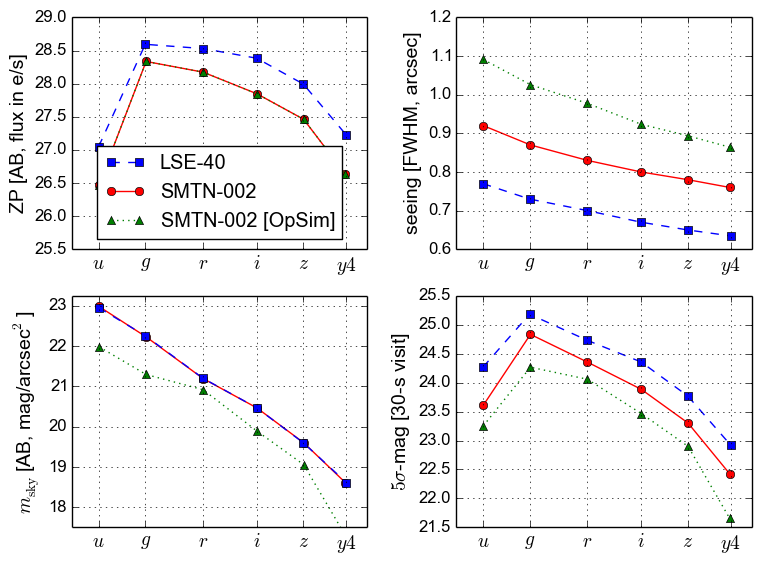 ZP [AB, flux in e/s]
29.0
28.5
28.0
27.5
27.0
26.5
26.0
25.5
LSE-40
SMTN-002
SMTN-002 [OpSim]
u g r i z y4
seeing [FWHM, arcsec]
1.2
1.1
1.0
0.9
0.8
0.7
0.6
u g r i z y4
m_sky [AB, mag/arcsec² ]
23
22
21
20
19
18
u g r i z y4
5σ-mag [30-s visit]
25.5
25.0
24.5
24.0
23.5
23.0
22.5
22.0
21.5
u g r i z y4